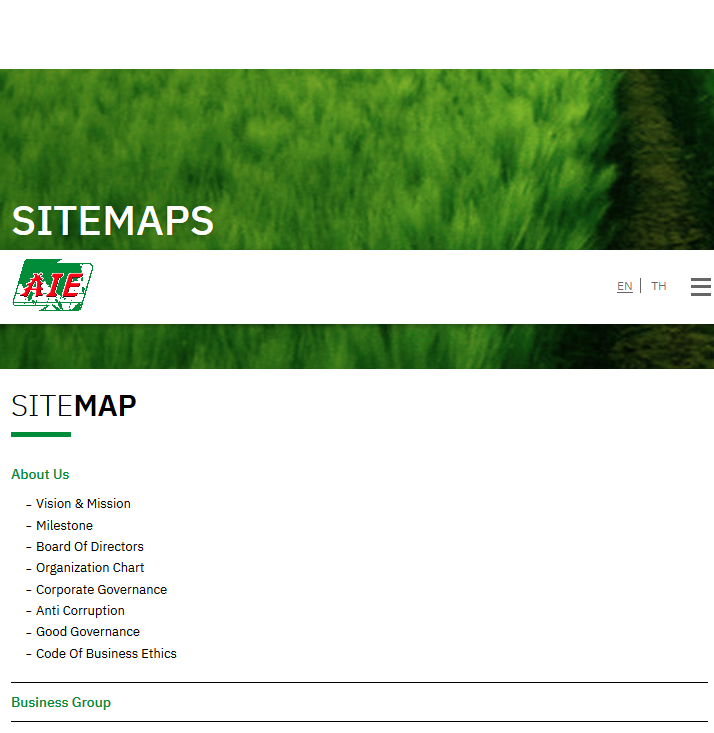 SITEMAPS
AIE
EN | TH
SITEMAP
About Us
– Vision & Mission
– Milestone
– Board Of Directors
– Organization Chart
– Corporate Governance
– Anti Corruption
– Good Governance
– Code Of Business Ethics
Business Group